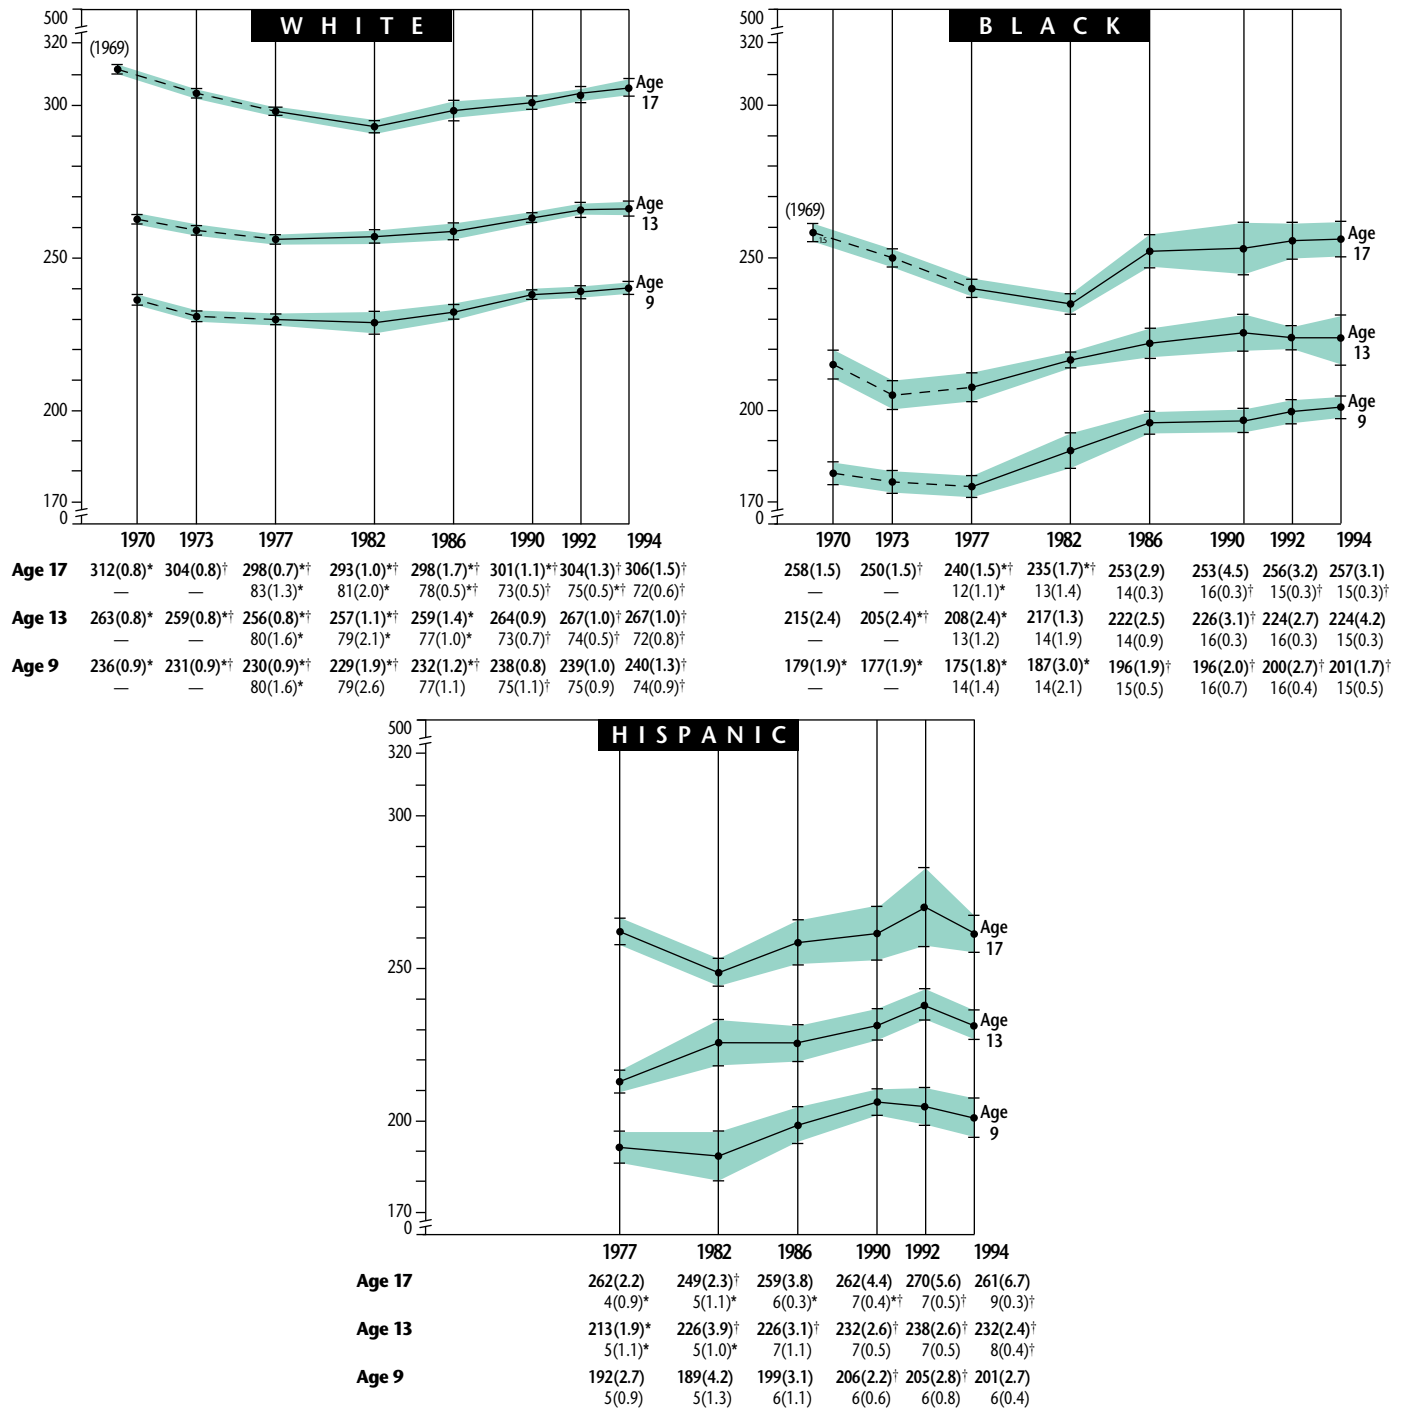 WHITE
500
320
(1969)
300
250
200
170
0
Age
17
Age
13
Age
9
1970 1973 1977 1982 1986 1990 1992 1994
BLACK
500
320
300
(1969)
15
250
200
170
0
Age
17
Age
13
Age
9
1970 1973 1977 1982 1986 1990 1992 1994
Age 17 312(0.8)* 304(0.8)† 298(0.7)*† 293(1.0)*† 298(1.7)*† 301(1.1)*† 304(1.3)† 306(1.5)† 258(1.5) 250(1.5)† 240(1.5)*† 235(1.7)*† 253(2.9) 253(4.5) 256(3.2) 257(3.1)
— — 83(1.3)* 81(2.0)* 78(0.5)*† 73(0.5)† 75(0.5)*† 72(0.6)† — — 12(1.1)* 13(1.4) 14(0.3) 16(0.3)† 15(0.3)† 15(0.3)†
Age 13 263(0.8)* 259(0.8)*† 256(0.8)*† 257(1.1)*† 259(1.4)* 264(0.9) 267(1.0)† 267(1.0)† 215(2.4) 205(2.4)*† 208(2.4)* 217(1.3) 222(2.5) 226(3.1)† 224(2.7) 224(4.2)
— — 80(1.6)* 79(2.1)* 77(1.0)* 73(0.7)† 74(0.5)† 72(0.8)† — — 13(1.2) 14(1.9) 14(0.9) 16(0.3) 16(0.3) 15(0.3)
Age 9 236(0.9)* 231(0.9)*† 230(0.9)*† 229(1.9)*† 232(1.2)*† 238(0.8) 239(1.0) 240(1.3)† 179(1.9)* 177(1.9)* 175(1.8)* 187(3.0)* 196(1.9)† 196(2.0)† 200(2.7)† 201(1.7)†
— — 80(1.6)* 79(2.6) 77(1.1) 75(1.1)† 75(0.9) 74(0.9)† — — 14(1.4) 14(2.1) 15(0.5) 16(0.7) 16(0.4) 15(0.5)
HISPANIC
500
320
300
250
200
170
0
Age
17
Age
13
Age
9
1977 1982 1986 1990 1992 1994
Age 17 262(2.2) 249(2.3)† 259(3.8) 262(4.4) 270(5.6) 261(6.7)
4(0.9)* 5(1.1)* 6(0.3)* 7(0.4)*† 7(0.5)† 9(0.3)†
Age 13 213(1.9)* 226(3.9)† 226(3.1)† 232(2.6)† 238(2.6)† 232(2.4)†
5(1.1)* 5(1.0)* 7(1.1) 7(0.5) 7(0.5) 8(0.4)†
Age 9 192(2.7) 189(4.2) 199(3.1) 206(2.2)† 205(2.8)† 201(2.7)
5(0.9) 5(1.3) 6(1.1) 6(0.6) 6(0.8) 6(0.4)